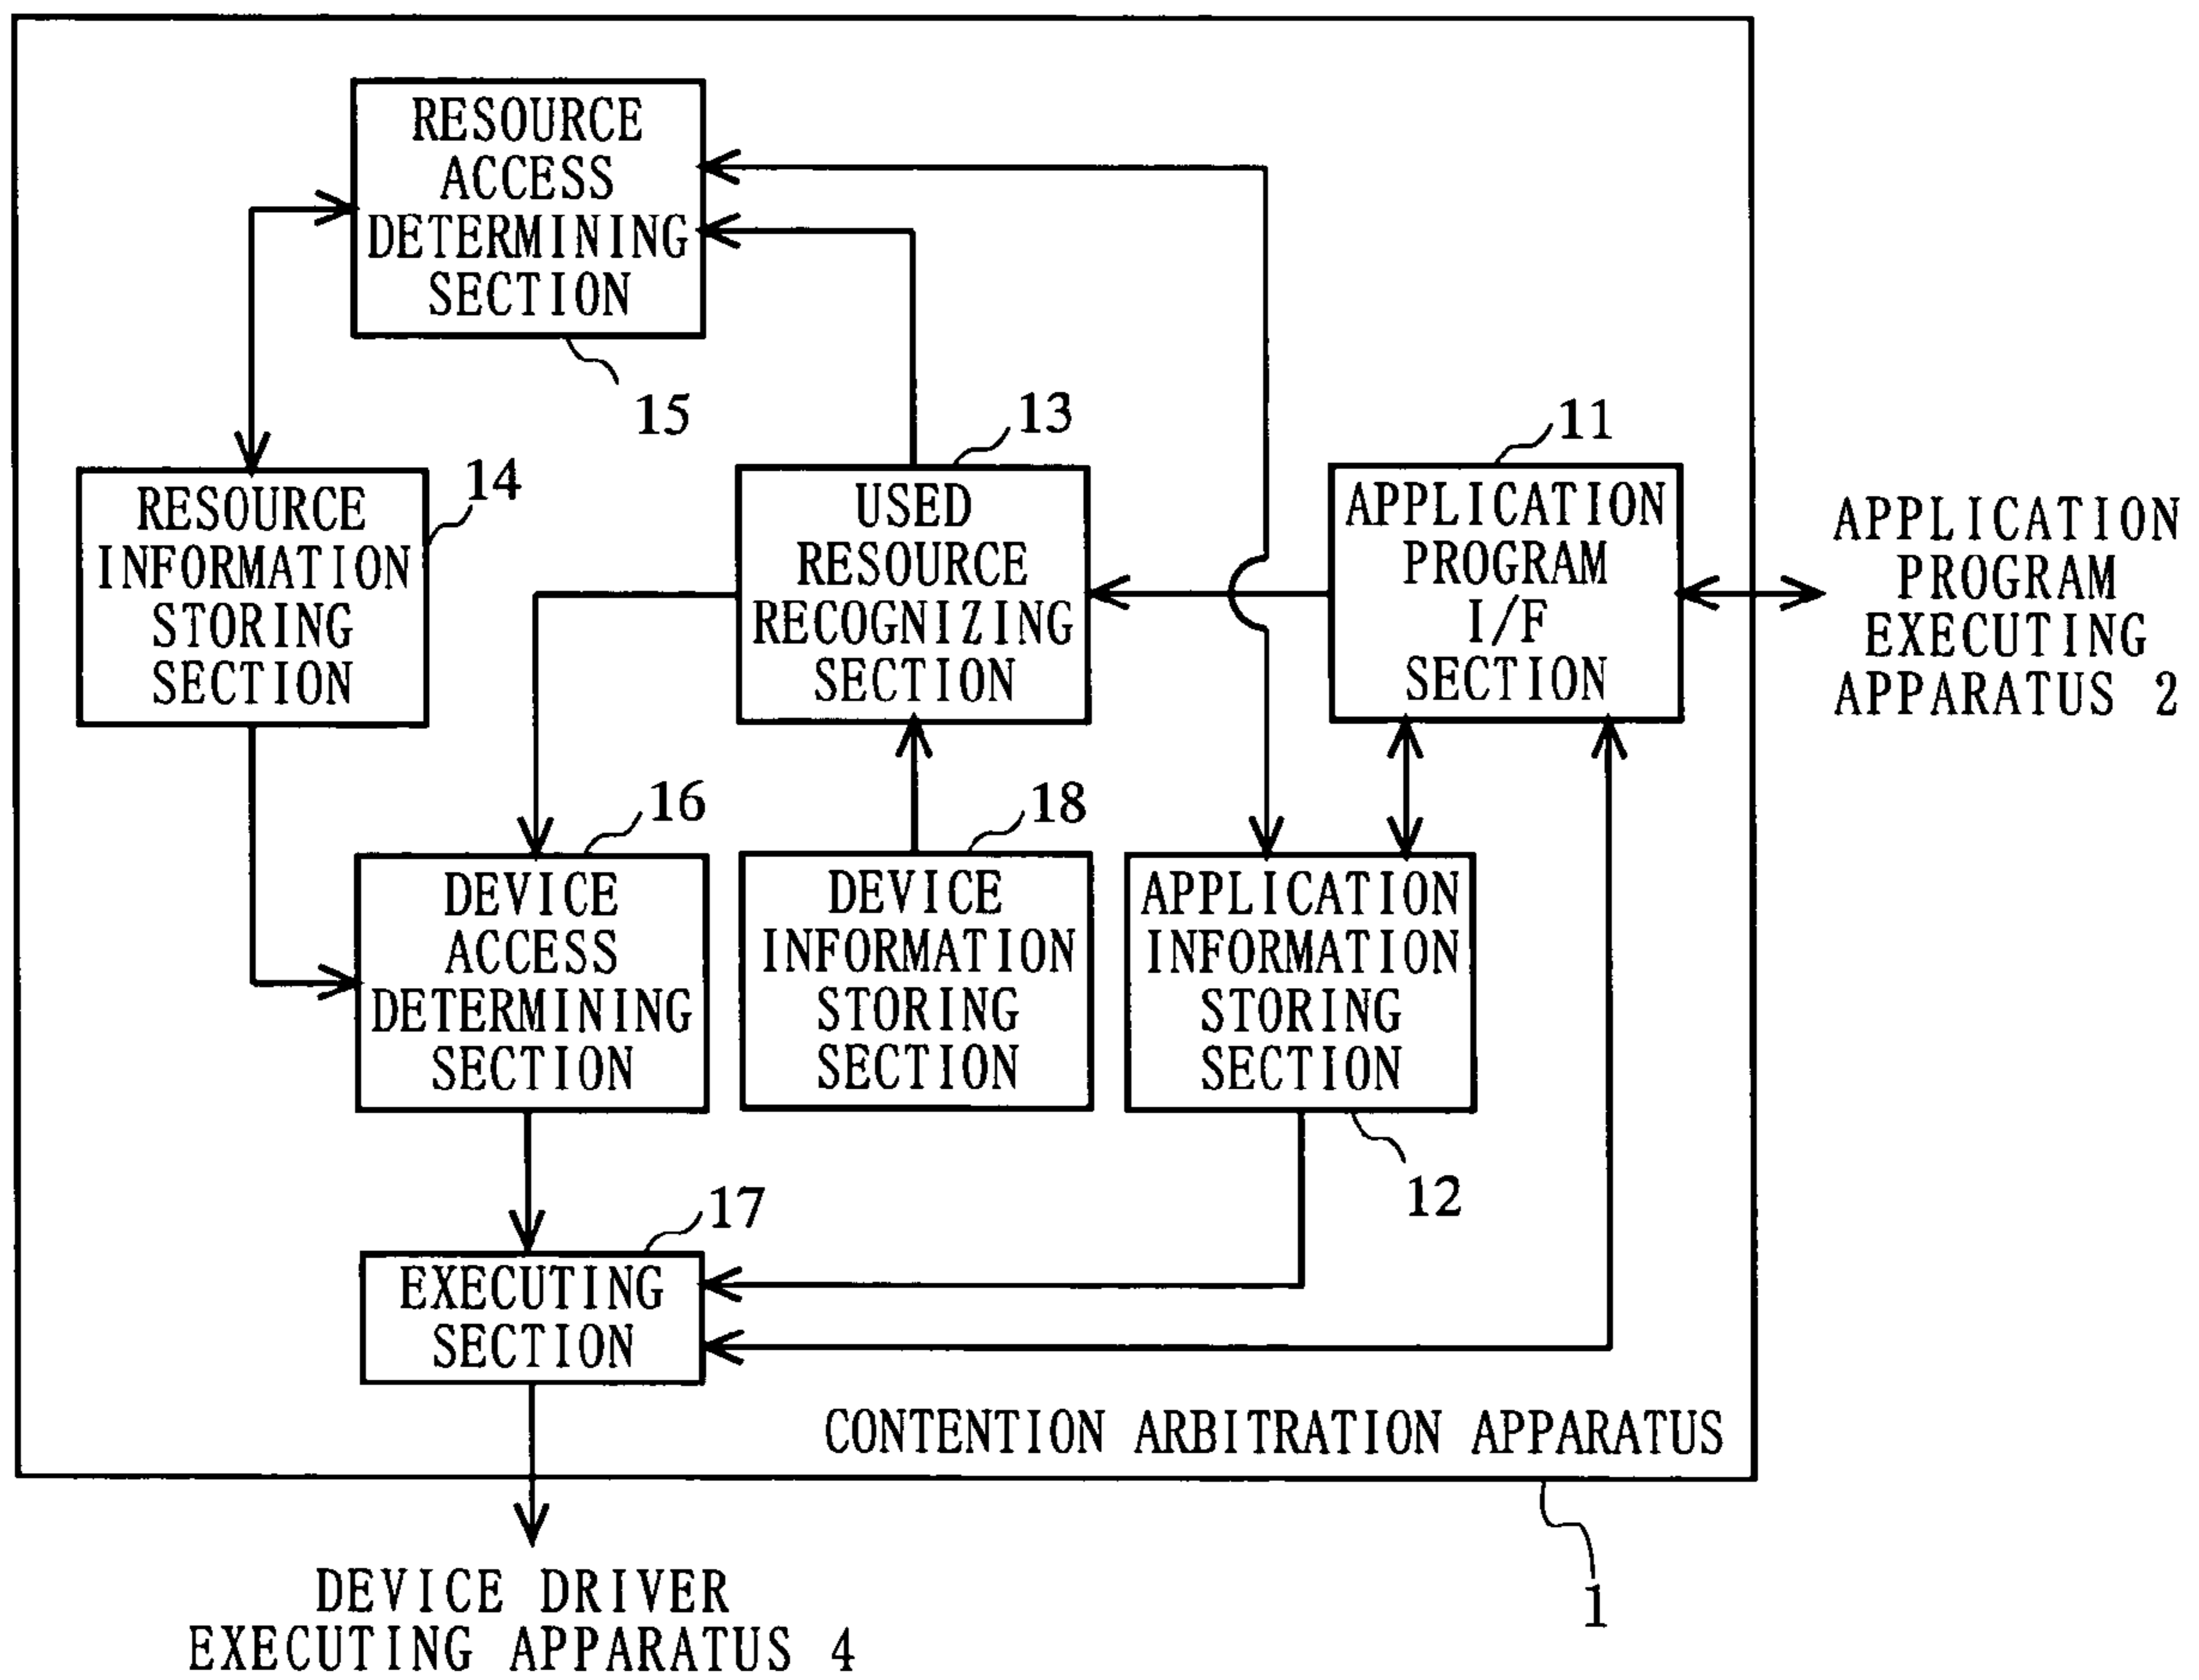 RESOURCE
ACCESS
DETERMINING
SECTION
15
13
11
14
RESOURCE
INFORMATION
STORING
SECTION
USED
RESOURCE
RECOGNIZING
SECTION
APPLICATION
PROGRAM
I/F
SECTION
APPLICATION
PROGRAM
EXECUTING
APPARATUS 2
16
18
DEVICE
ACCESS
DETERMINING
SECTION
DEVICE
INFORMATION
STORING
SECTION
APPLICATION
INFORMATION
STORING
SECTION
12
17
EXECUTING
SECTION
CONTENTION ARBITRATION APPARATUS
1
DEVICE DRIVER
EXECUTING APPARATUS 4